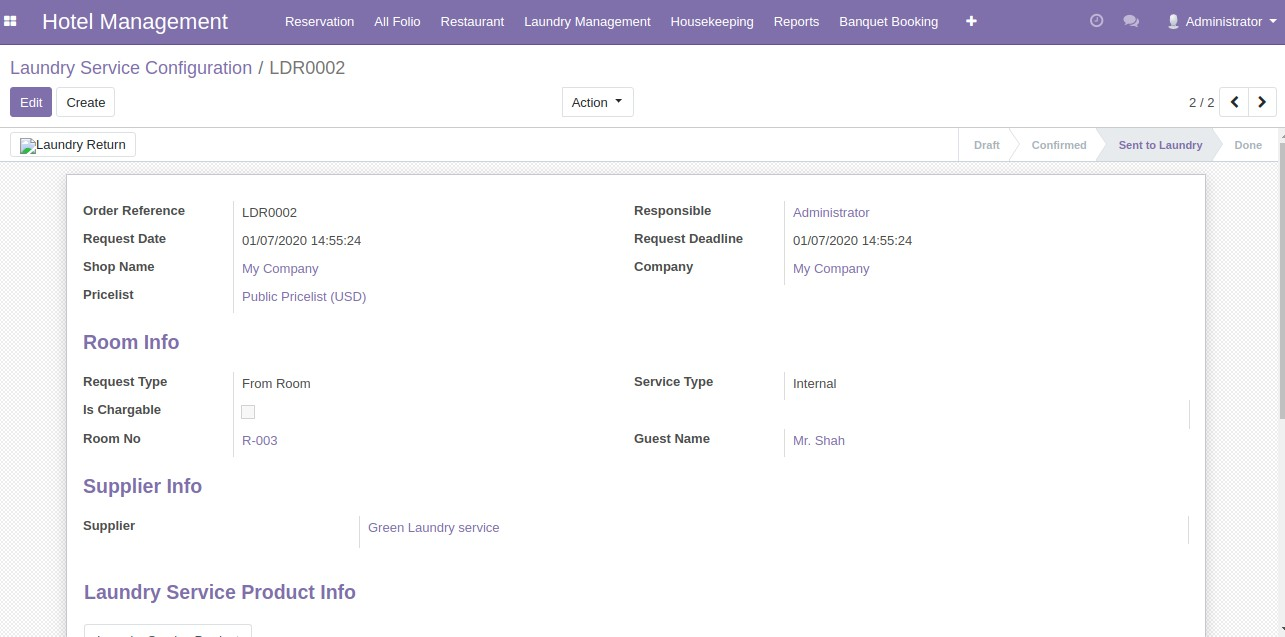 Hotel Management Reservation All Folio Restaurant Laundry Management Housekeeping Reports Banquet Booking Administrator
Laundry Service Configuration / LDR0002
Edit Create Action 2 / 2
Laundry Return Draft Confirmed Sent to Laundry Done
Order Reference LDR0002 Responsible Administrator
Request Date 01/07/2020 14:55:24 Request Deadline 01/07/2020 14:55:24
Shop Name My Company Company My Company
Pricelist Public Pricelist (USD)
Room Info
Request Type From Room Service Type Internal
Is Chargable
Room No R-003 Guest Name Mr. Shah
Supplier Info
Supplier Green Laundry service
Laundry Service Product Info